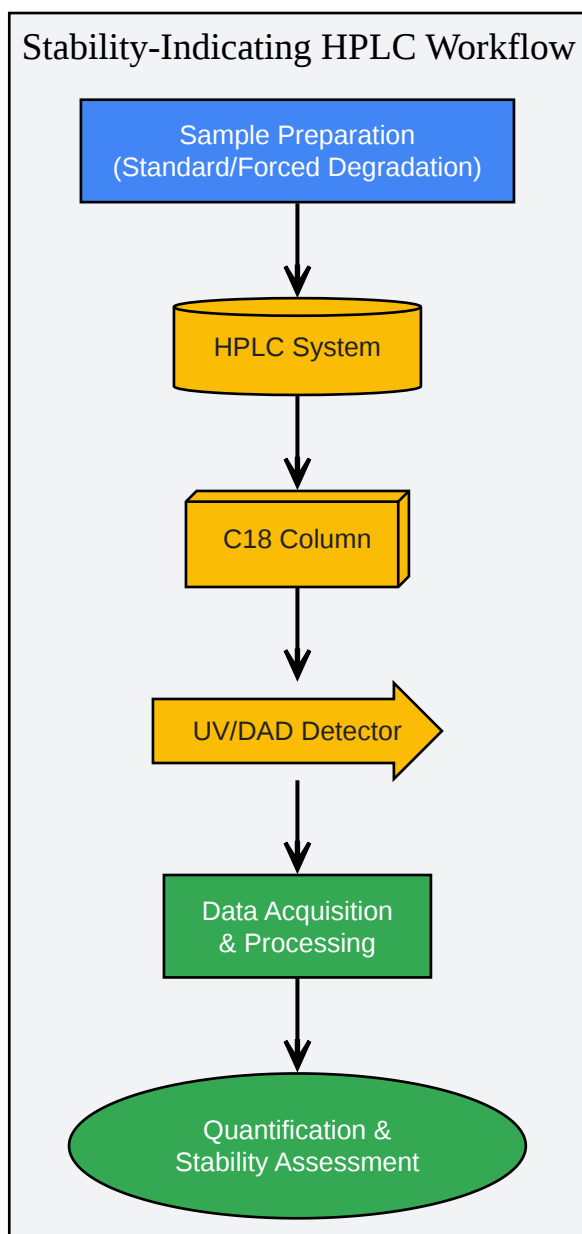 Stability-Indicating HPLC Workflow
Sample Preparation
(Standard/Forced Degradation)
HPLC System
C18 Column
UV/DAD Detector
Data Acquisition
& Processing
Quantification &
Stability Assessment